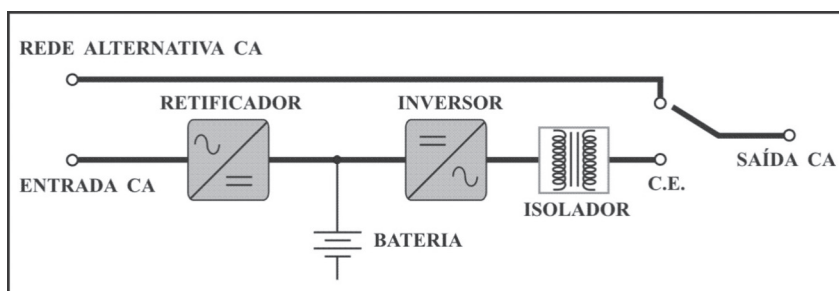 REDE ALTERNATIVA CA
RETIFICADOR
INVERSOR
ENTRADA CA
BATERIA
ISOLADOR
C.E.
SAÍDA CA